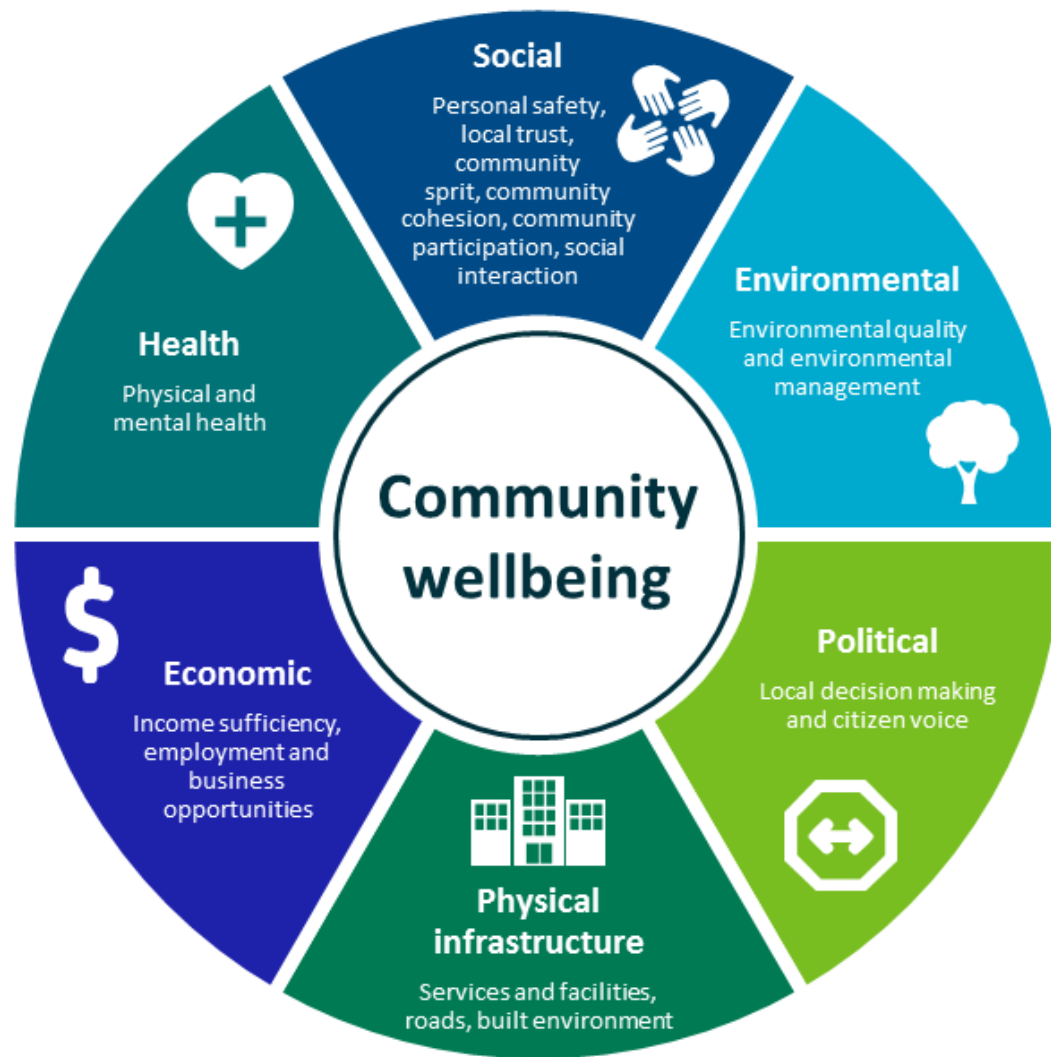 Social
Personal safety,
local trust,
community
sprit, community
cohesion, community
participation, social
interaction
Environmental
Environmental quality
and environmental
management
Health
Physical and
mental health
Community
wellbeing
Political
Local decision making
and citizen voice
$
Economic
Income sufficiency,
employment and
business
opportunities
Physical
infrastructure
Services and facilities,
roads, built environment